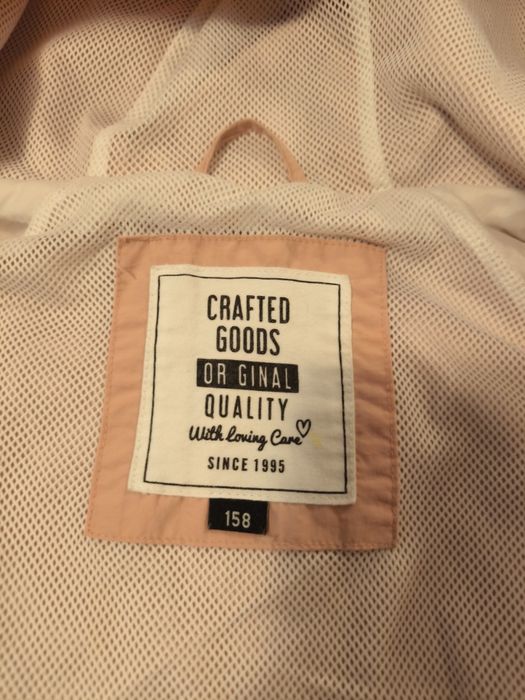 CRAFTED
GOODS
OR GINAL
QUALITY
With Loving Care
SINCE 1995
158